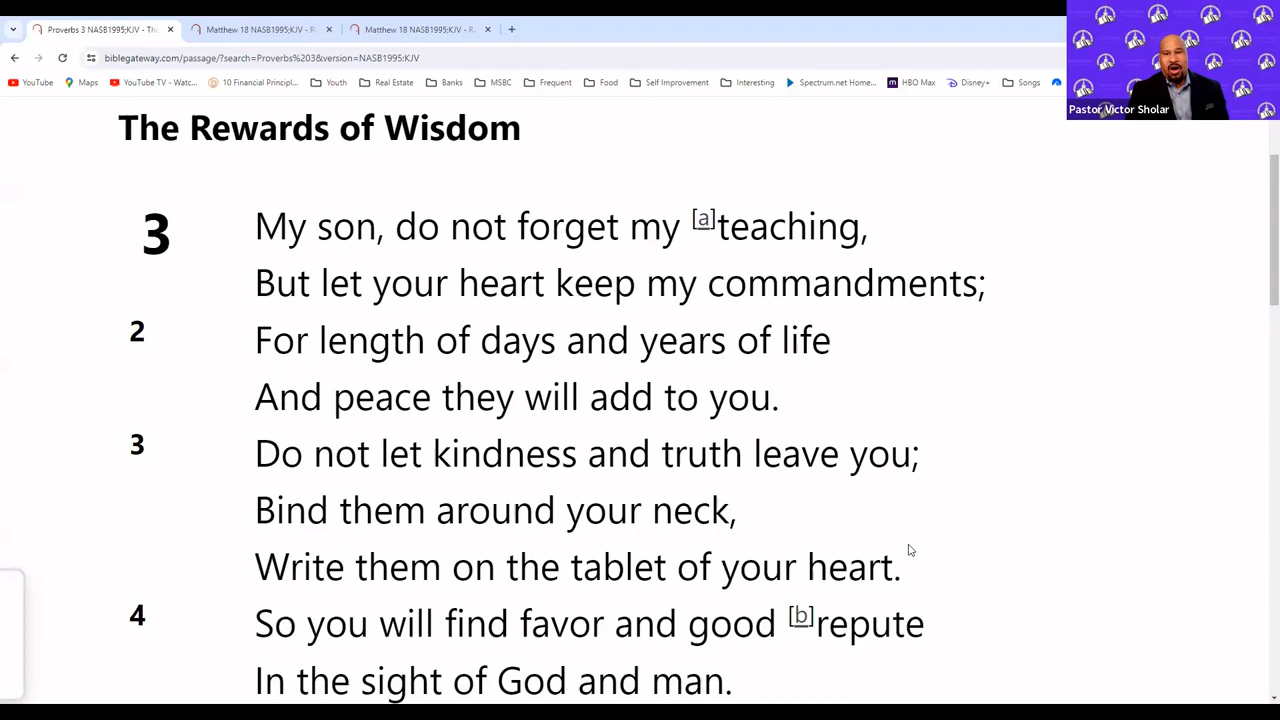 Proverbs 3 NASB1995;KJV - The
Matthew 18 NASB1995;KJV - R
Matthew 18 NASB1995;KJV - R
biblegateway.com/passage/?search=Proverbs%203&version=NASB1995;KJV
YouTube
Maps
YouTube TV - Watc...
10 Financial Principl...
Youth
Real Estate
Banks
MSBC
Frequent
Food
Self Improvement
Interesting
Spectrum.net Home...
HBO Max
Disney+
Songs
Pastor Victor Sholar
The Rewards of Wisdom
3 My son, do not forget my [a]teaching,
But let your heart keep my commandments;
2 For length of days and years of life
And peace they will add to you.
3 Do not let kindness and truth leave you;
Bind them around your neck,
Write them on the tablet of your heart.
4 So you will find favor and good [b]repute
In the sight of God and man.